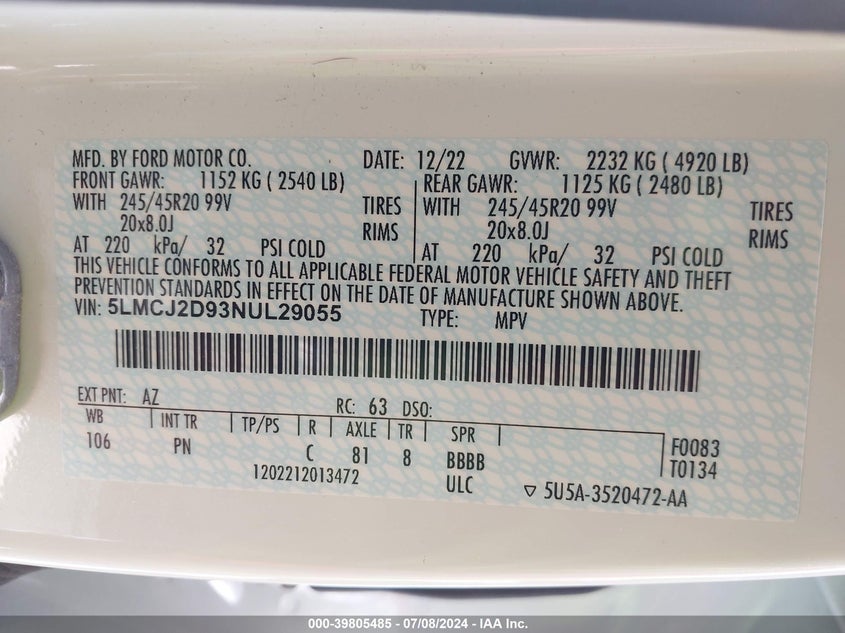 MFD. BY FORD MOTOR CO. DATE: 12/22 GVWR: 2232 KG ( 4920 LB)
FRONT GAWR: 1152 KG ( 2540 LB) REAR GAWR: 1125 KG ( 2480 LB)
WITH 245/45R20 99V TIRES WITH 245/45R20 99V TIRES
20x8.0J RIMS 20x8.0J RIMS
AT 220 kPa/ 32 PSI COLD AT 220 kPa/ 32 PSI COLD
THIS VEHICLE CONFORMS TO ALL APPLICABLE FEDERAL MOTOR VEHICLE SAFETY AND THEFT
PREVENTION STANDARDS IN EFFECT ON THE DATE OF MANUFACTURE SHOWN ABOVE.
VIN: 5LMCJ2D93NUL29055 TYPE: MPV
EXT PNT: AZ RC: 63 DSO:
WB INT TR TP/PS R AXLE TR SPR
106 PN C 81 8 BBBB
F0083
T0134
1202212013472 ULC ▽ 5U5A-3520472-AA
000-39805485 - 07/08/2024 - IAA Inc.